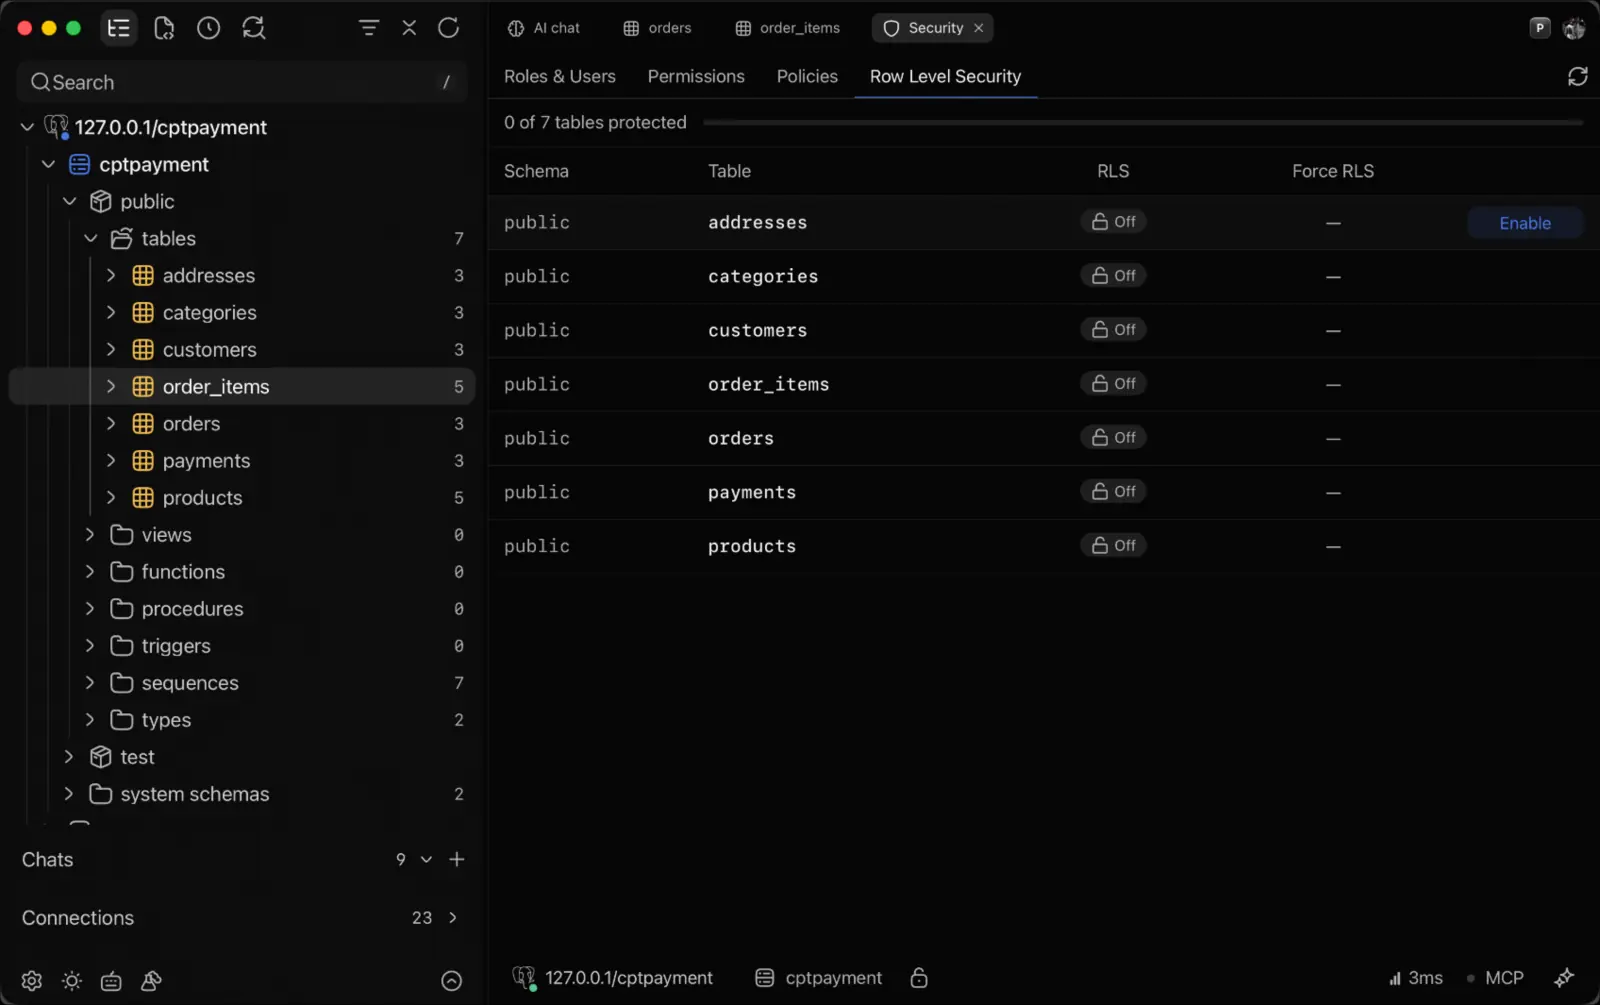 AI chat
orders
order_items
Security
P
Search
/
Roles & Users
Permissions
Policies
Row Level Security
127.0.0.1/cptpayment
cptpayment
public
tables 7
addresses 3
categories 3
customers 3
order_items 5
orders 3
payments 3
products 5
views 0
functions 0
procedures 0
triggers 0
sequences 7
types 2
test
system schemas 2
Chats 9
Connections 23
0 of 7 tables protected
Schema Table RLS Force RLS
public addresses Off — Enable
public categories Off —
public customers Off —
public order_items Off —
public orders Off —
public payments Off —
public products Off —
127.0.0.1/cptpayment
cptpayment
3ms
MCP